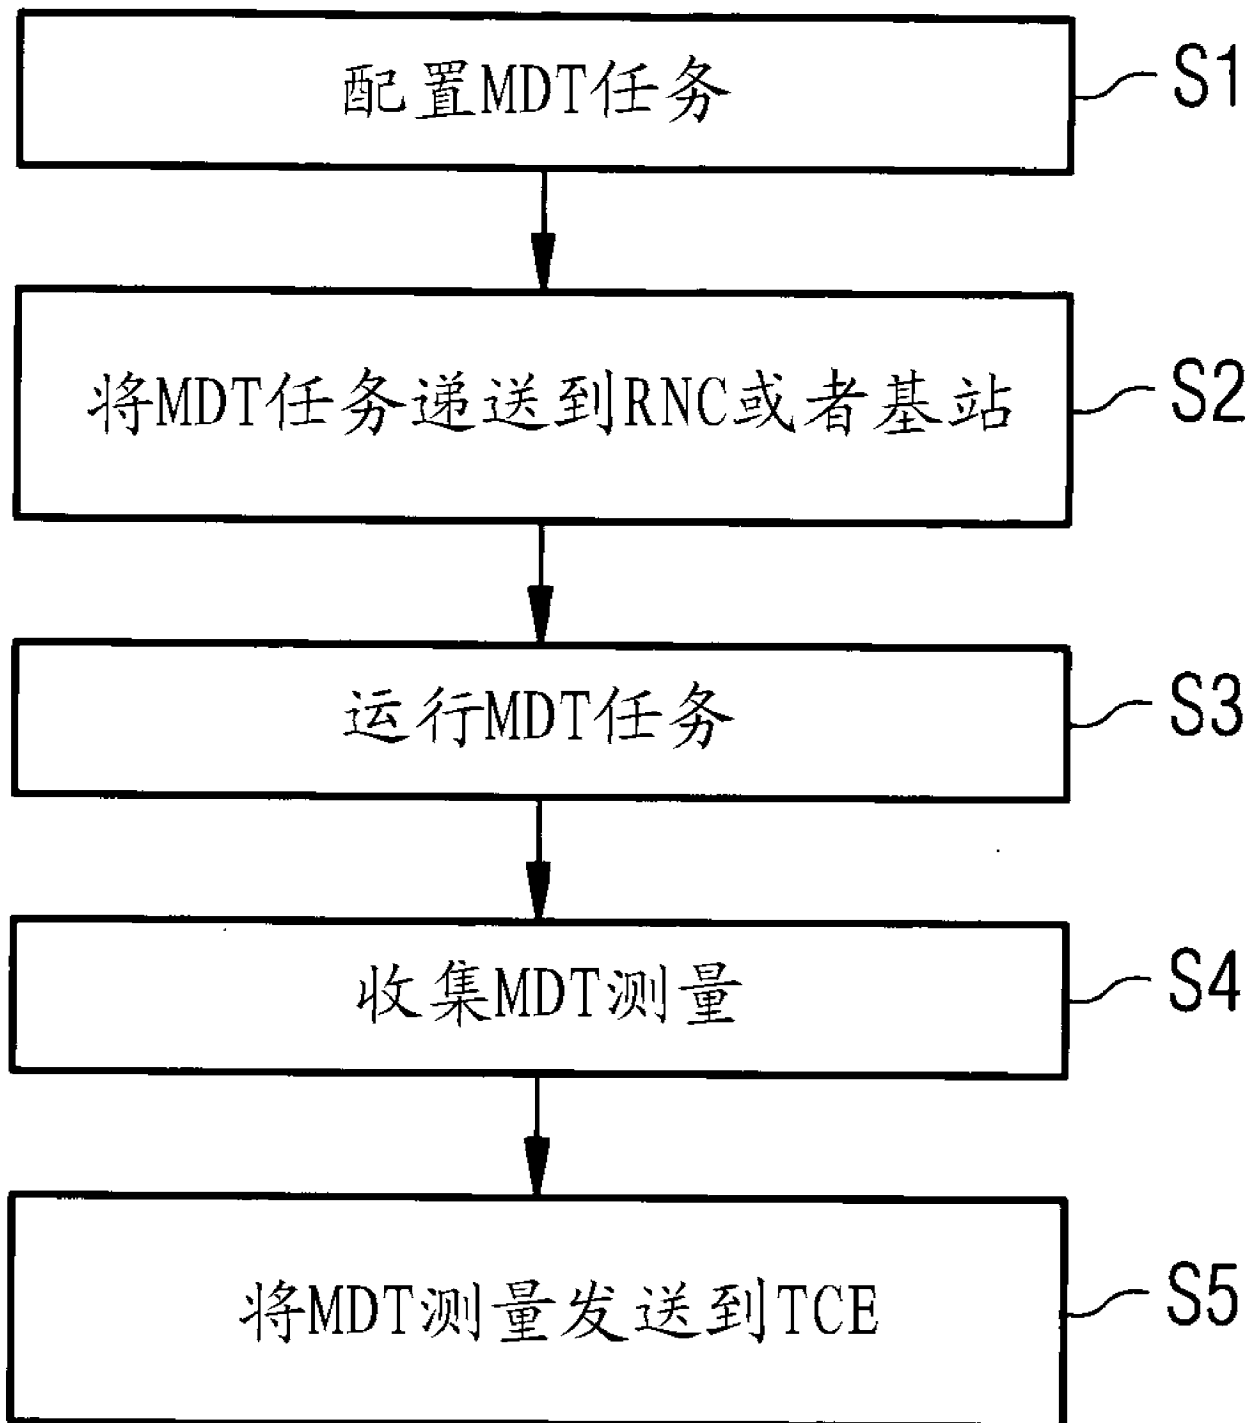 配置MDT任务
S1
将MDT任务递送到RNC或者基站
S2
运行MDT任务
S3
收集MDT测量
S4
将MDT测量发送到TCE
S5